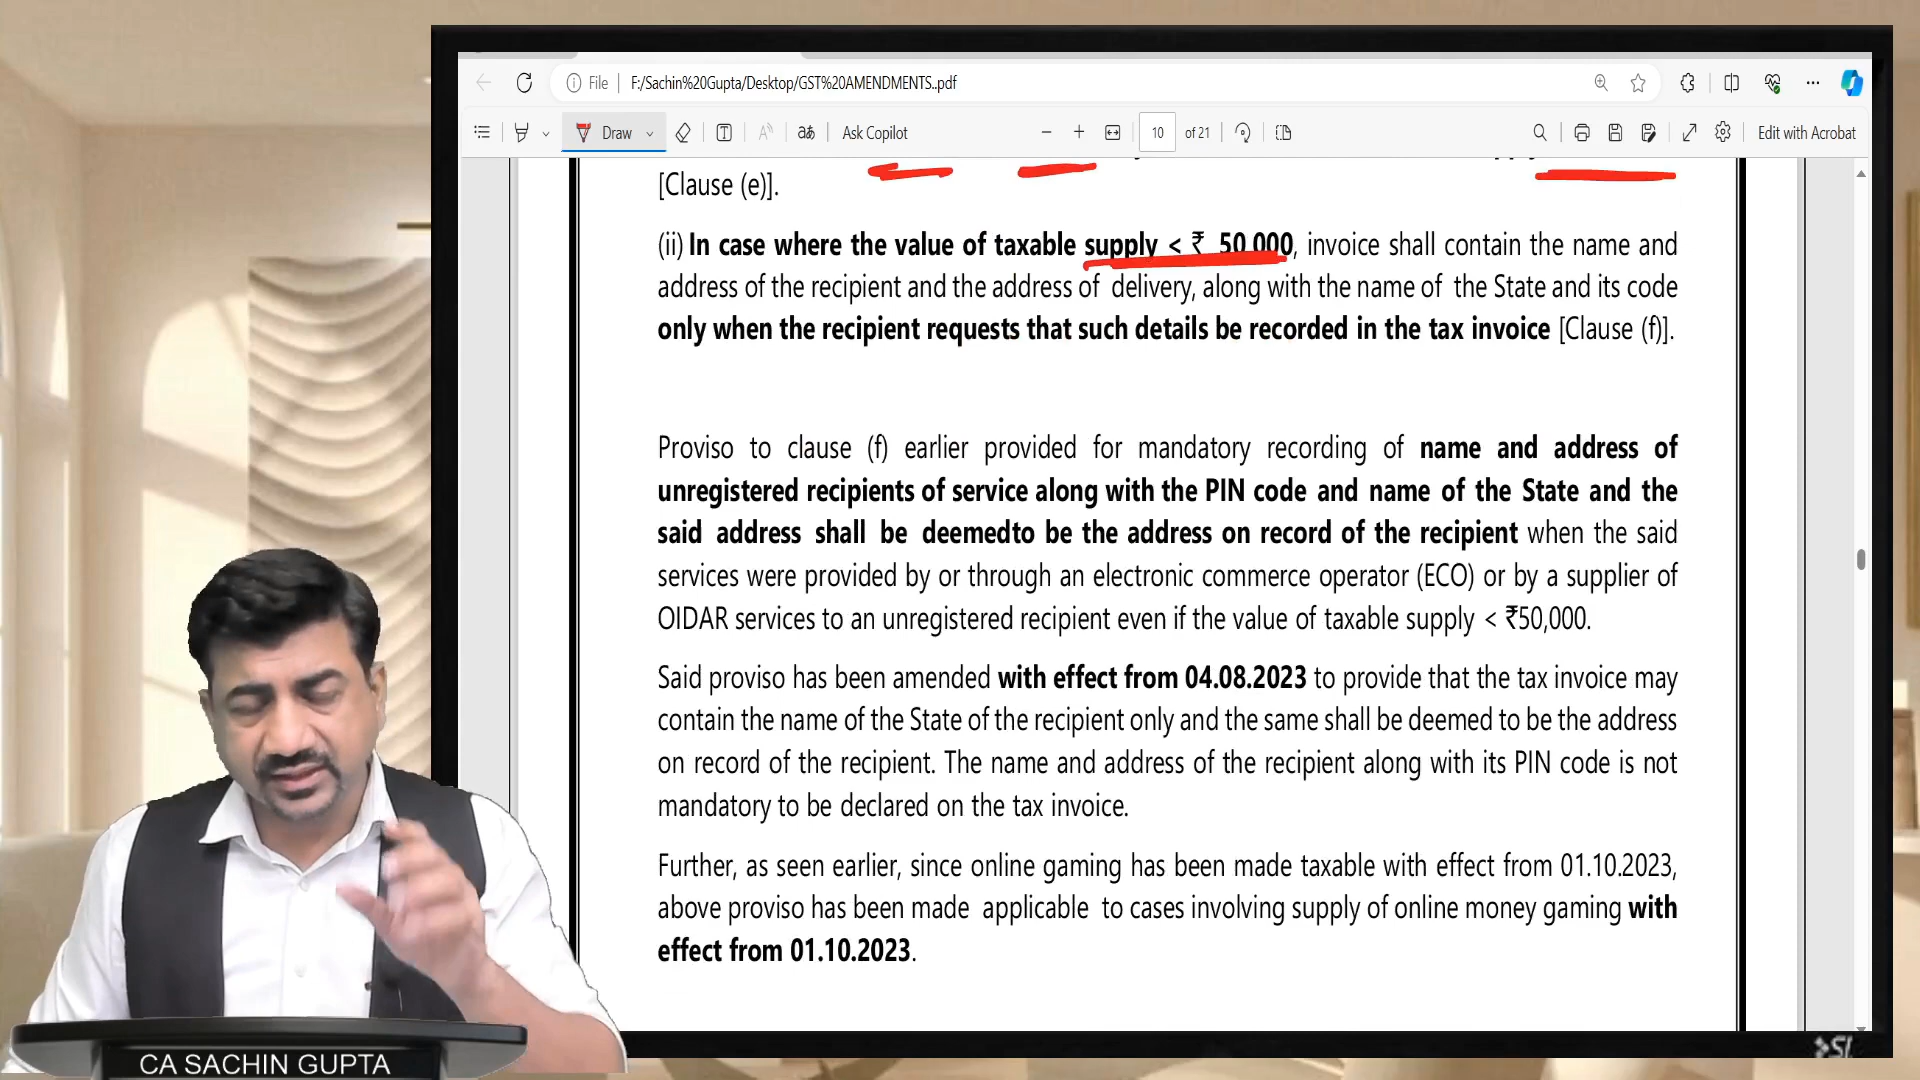 File | F:/Sachin%20Gupta/Desktop/GST%20AMENDMENTS..pdf
Draw aあ Ask Copilot 10 of 21 Edit with Acrobat
[Clause (e)].
(ii) In case where the value of taxable supply < ₹ 50,000, invoice shall contain the name and
address of the recipient and the address of delivery, along with the name of the State and its code
only when the recipient requests that such details be recorded in the tax invoice [Clause (f)].
Proviso to clause (f) earlier provided for mandatory recording of name and address of
unregistered recipients of service along with the PIN code and name of the State and the
said address shall be deemedto be the address on record of the recipient when the said
services were provided by or through an electronic commerce operator (ECO) or by a supplier of
OIDAR services to an unregistered recipient even if the value of taxable supply < ₹50,000.
Said proviso has been amended with effect from 04.08.2023 to provide that the tax invoice may
contain the name of the State of the recipient only and the same shall be deemed to be the address
on record of the recipient. The name and address of the recipient along with its PIN code is not
mandatory to be declared on the tax invoice.
Further, as seen earlier, since online gaming has been made taxable with effect from 01.10.2023,
above proviso has been made applicable to cases involving supply of online money gaming with
effect from 01.10.2023.
CA SACHIN GUPTA